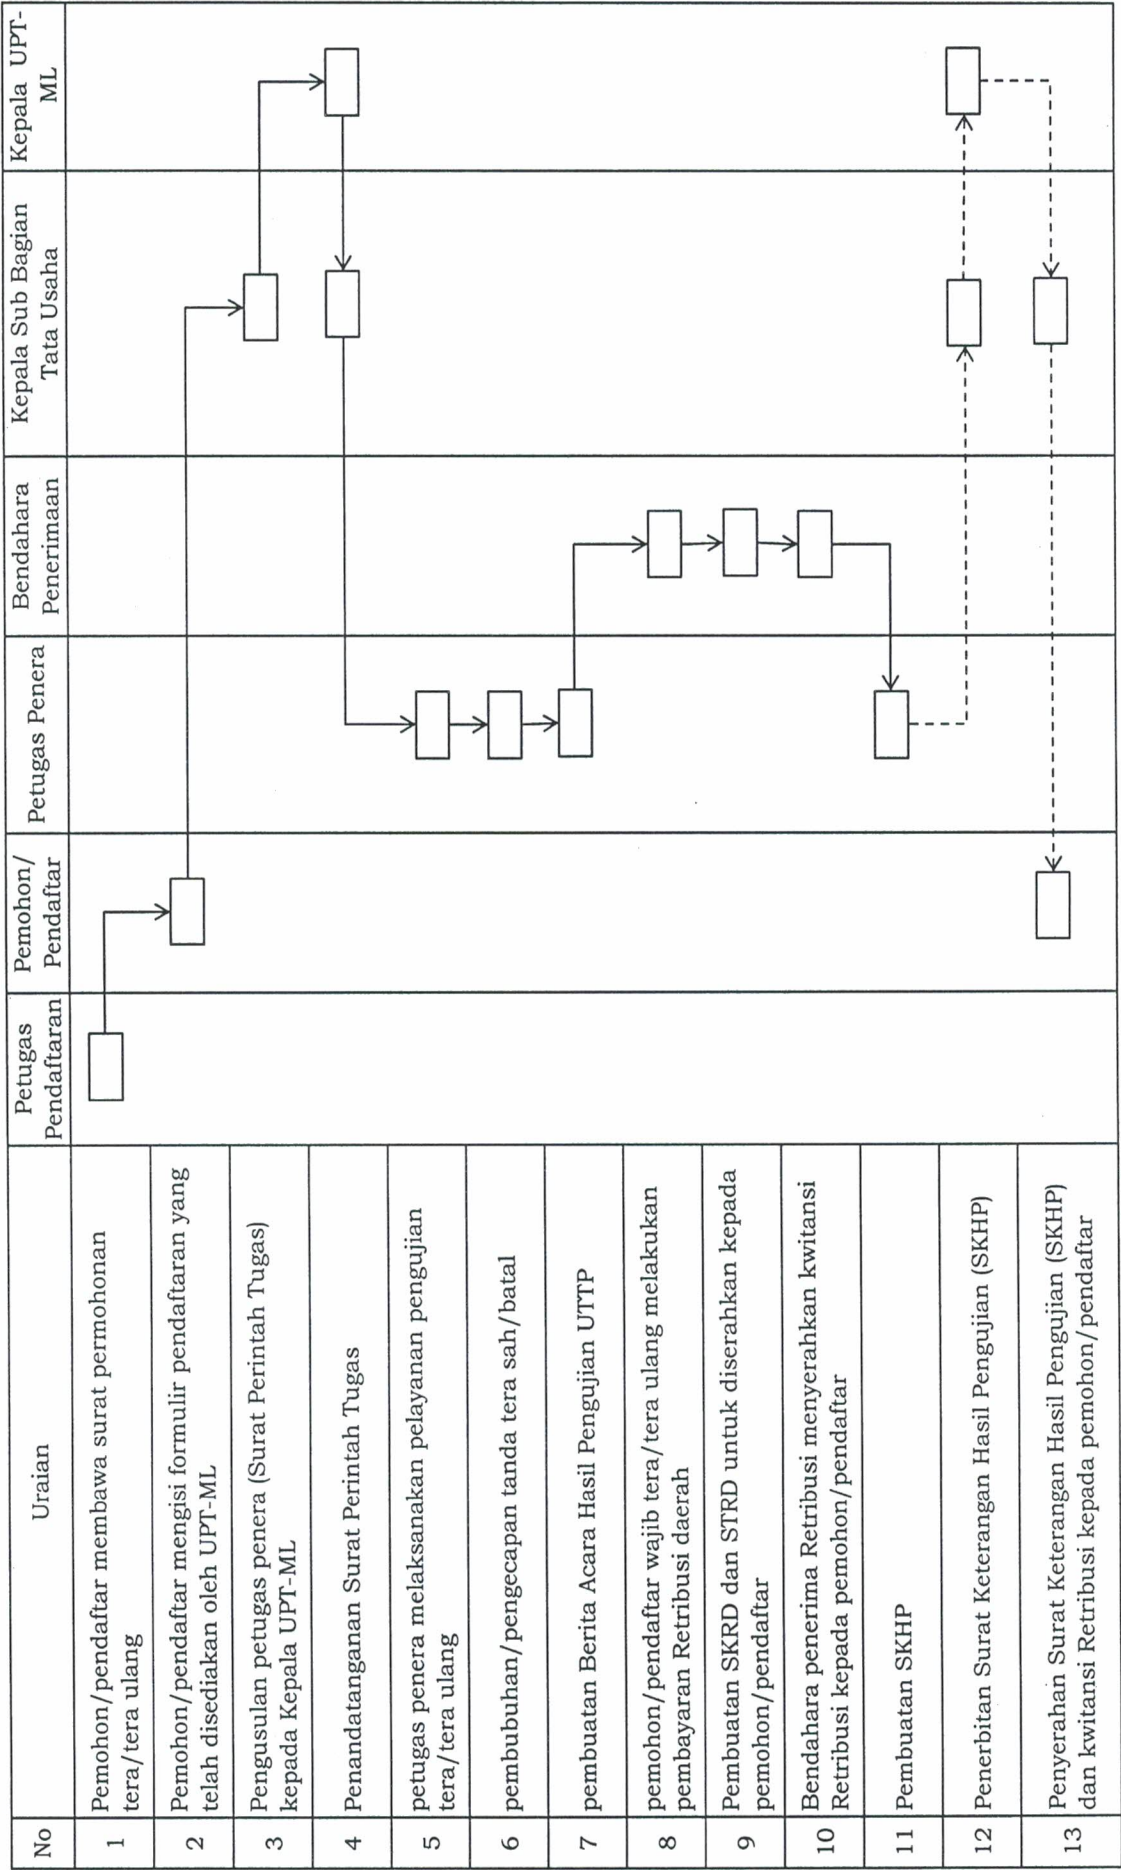 No
Uraian
Petugas
Pendaftaran
Pemohon/
Pendaftar
Petugas Penera
Bendahara
Penerimaan
Kepala Sub Bagian
Tata Usaha
Kepala UPT-
ML
1
Pemohon/pendaftar membawa surat permohonan
tera/tera ulang
2
Pemohon/pendaftar mengisi formulir pendaftaran yang
telah disediakan oleh UPT-ML
3
Pengusulan petugas penera (Surat Perintah Tugas)
kepada Kepala UPT-ML
4
Penandatanganan Surat Perintah Tugas
5
petugas penera melaksanakan pelayanan pengujian
tera/tera ulang
6
pembubuhan/pengecapan tanda tera sah/batal
7
pembuatan Berita Acara Hasil Pengujian UTTP
8
pemohon/pendaftar wajib tera/tera ulang melakukan
pembayaran Retribusi daerah
9
Pembuatan SKRD dan STRD untuk diserahkan kepada
pemohon/pendaftar
10
Bendahara penerima Retribusi menyerahkan kwitansi
Retribusi kepada pemohon/pendaftar
11
Pembuatan SKHP
12
Penerbitan Surat Keterangan Hasil Pengujian (SKHP)
13
Penyerahan Surat Keterangan Hasil Pengujian (SKHP)
dan kwitansi Retribusi kepada pemohon/pendaftar